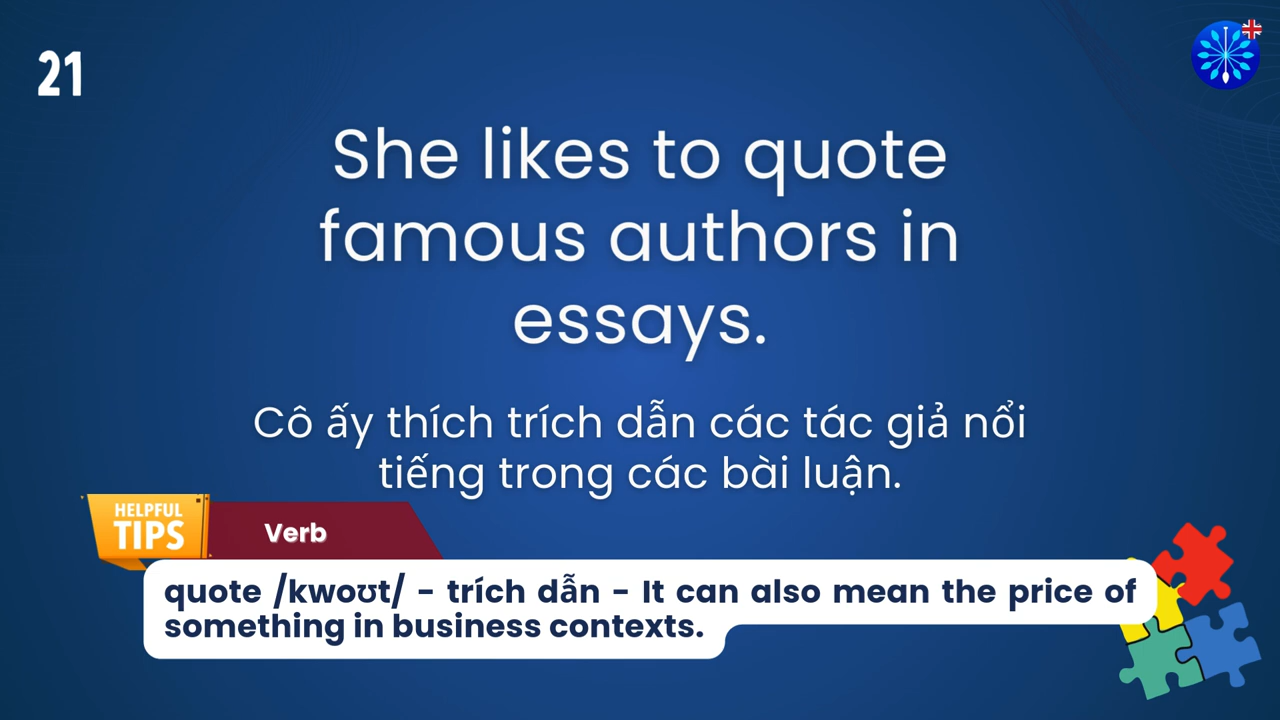 21
She likes to quote
famous authors in
essays.
Cô ấy thích trích dẫn các tác giả nổi
tiếng trong các bài luận.
HELPFUL
TIPS
Verb
quote /kwoʊt/ - trích dẫn - It can also mean the price of
something in business contexts.